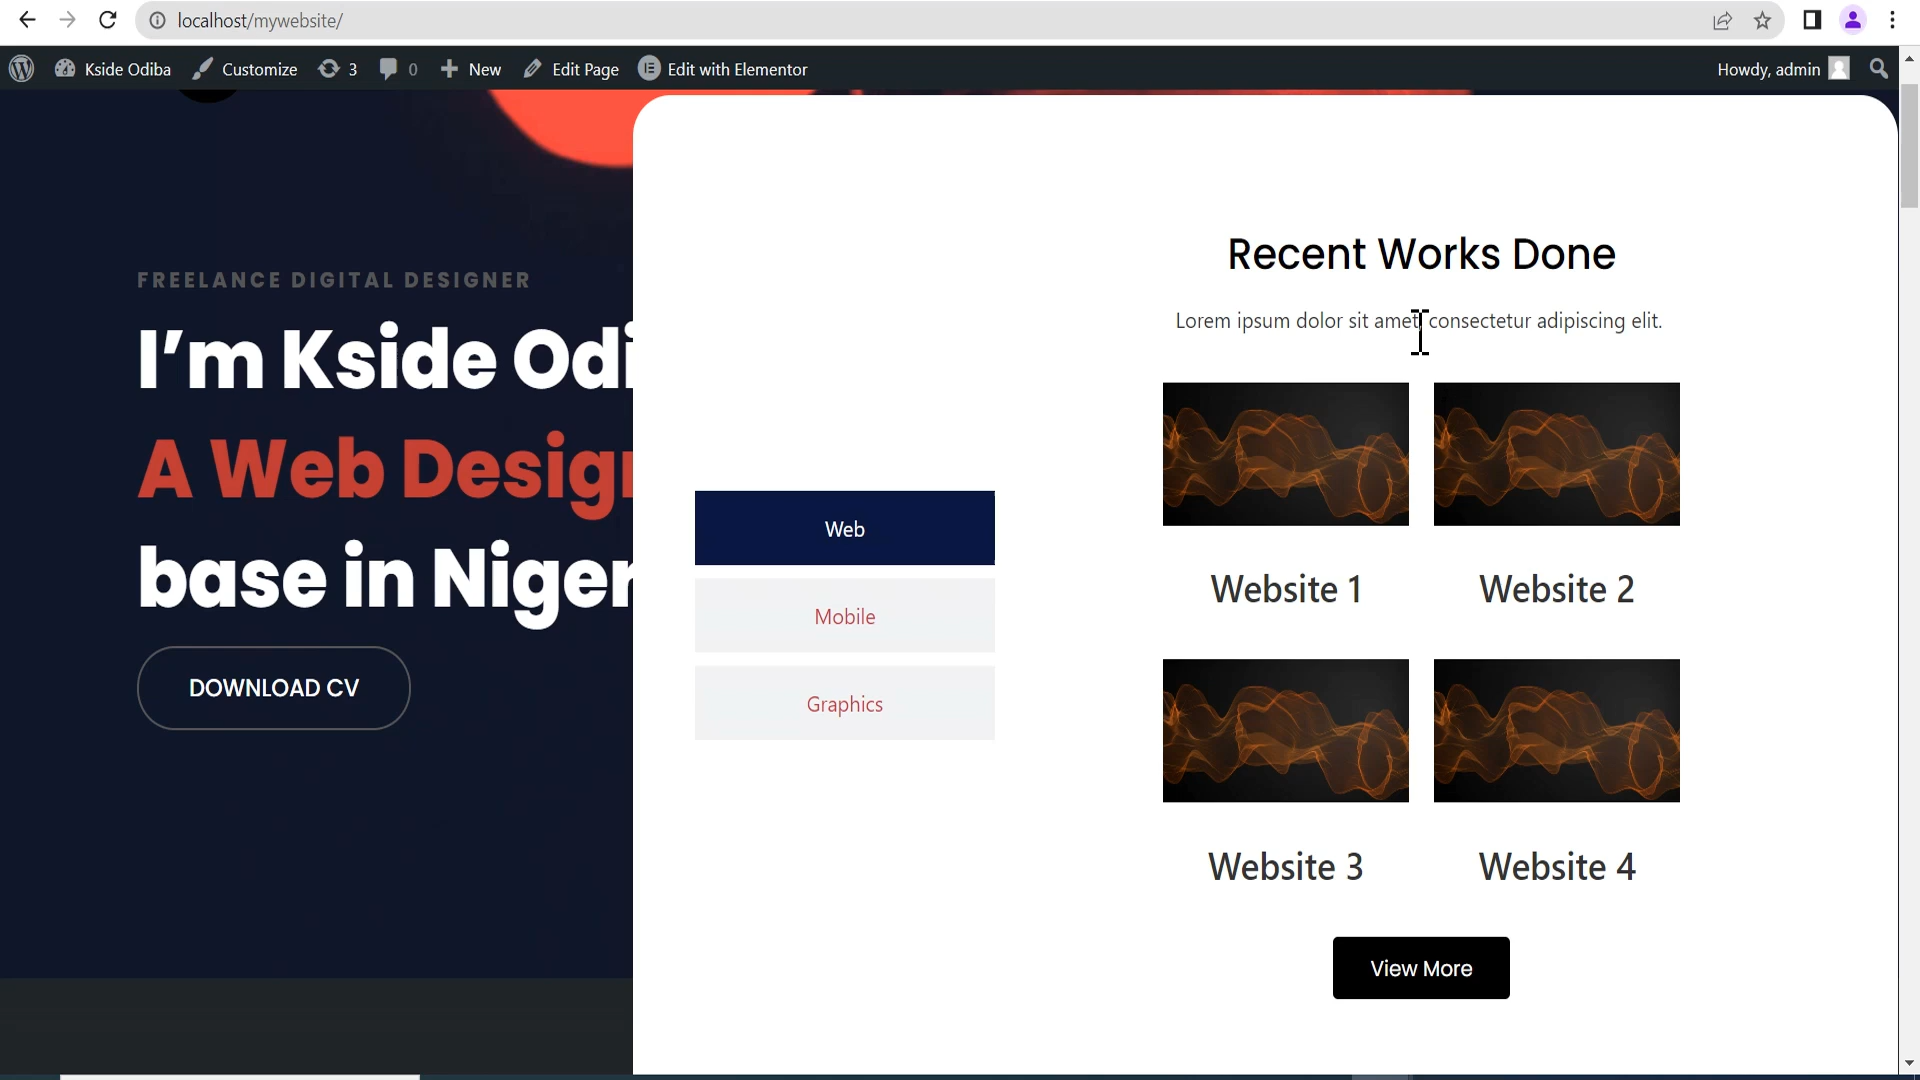 localhost/mywebsite/
Kside Odiba
Customize
3
0
New
Edit Page
Edit with Elementor
Howdy, admin
FREELANCE DIGITAL DESIGNER
I'm Kside Odi
A Web Desig
base in Niger
DOWNLOAD CV
Web
Mobile
Graphics
Recent Works Done
Lorem ipsum dolor sit amet, consectetur adipiscing elit.
Website 1
Website 2
Website 3
Website 4
View More